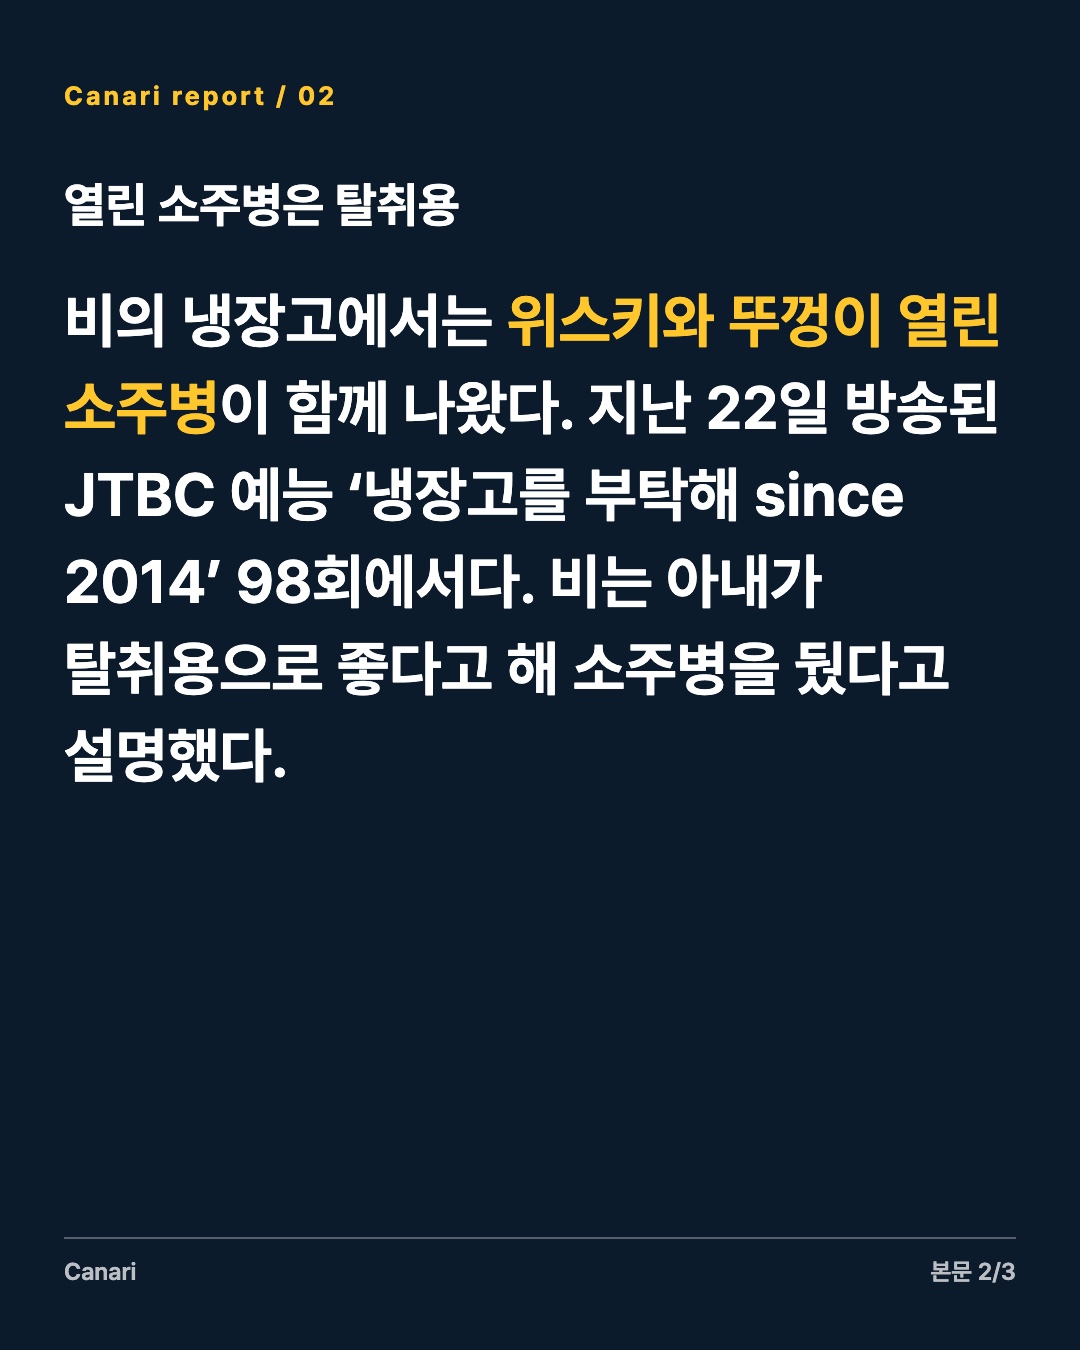 Canari report / 02
열린 소주병은 탈취용
비의 냉장고에서는 위스키와 뚜껑이 열린
소주병이 함께 나왔다. 지난 22일 방송된
JTBC 예능 ‘냉장고를 부탁해 since
2014’ 98회에서다. 비는 아내가
탈취용으로 좋다고 해 소주병을 뒀다고
설명했다.
Canari
본문 2/3